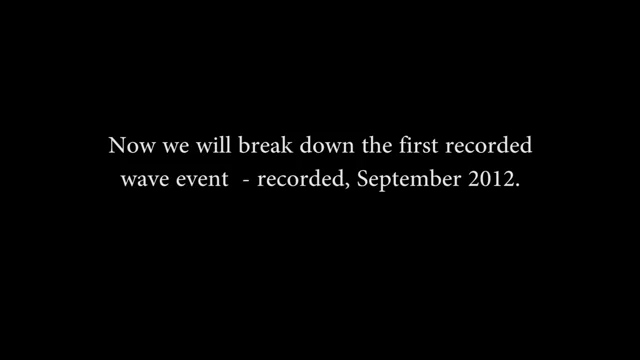 Now we will break down the first recorded
wave event  - recorded, September 2012.